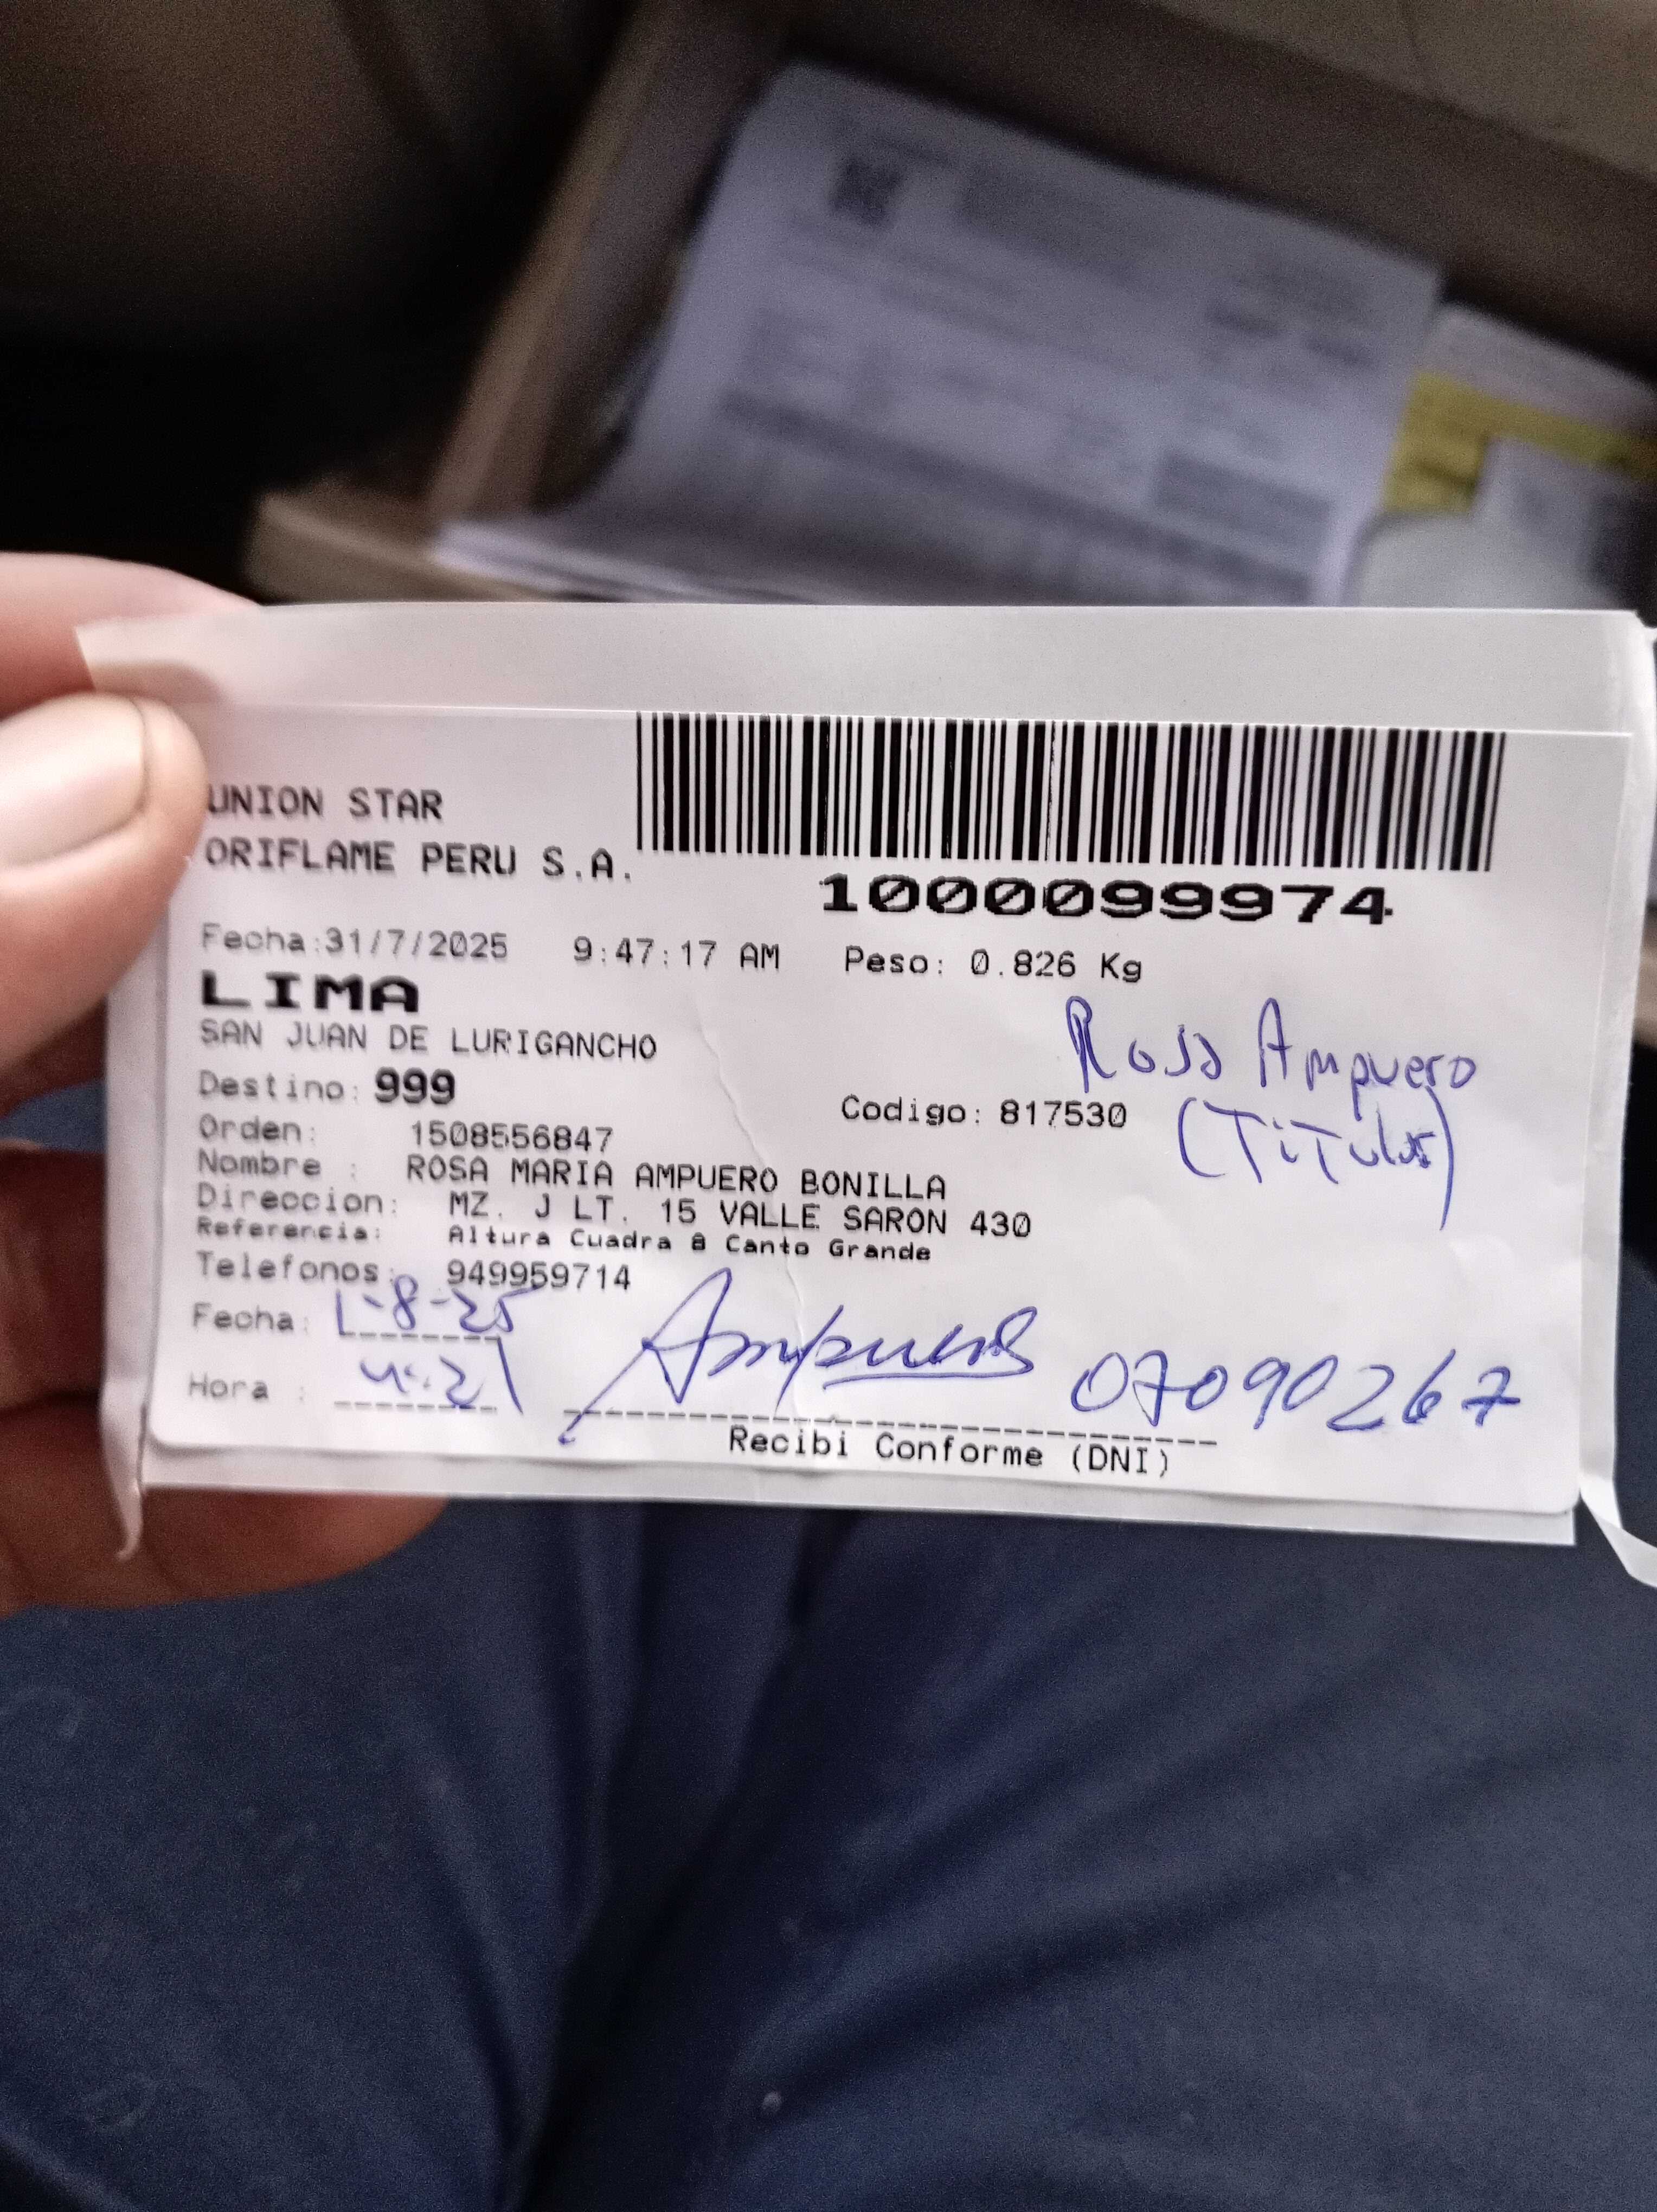 UNION STAR
ORIFLAME PERU S.A.
1000099974
Fecha:31/7/2025 9:47:17 AM Peso: 0.826 Kg
LIMA
SAN JUAN DE LURIGANCHO
Rosa Ampuero
(Titular)
Destino: 999
Codigo: 817530
Orden: 1508556847
Nombre : ROSA MARIA AMPUERO BONILLA
Direccion: MZ. J LT. 15 VALLE SARON 430
Referencia: Altura Cuadra 8 Canto Grande
Telefonos: 949959714
Fecha: 1-8-25
Hora : 4:21
Ampuero 07090267
Recibi Conforme (DNI)